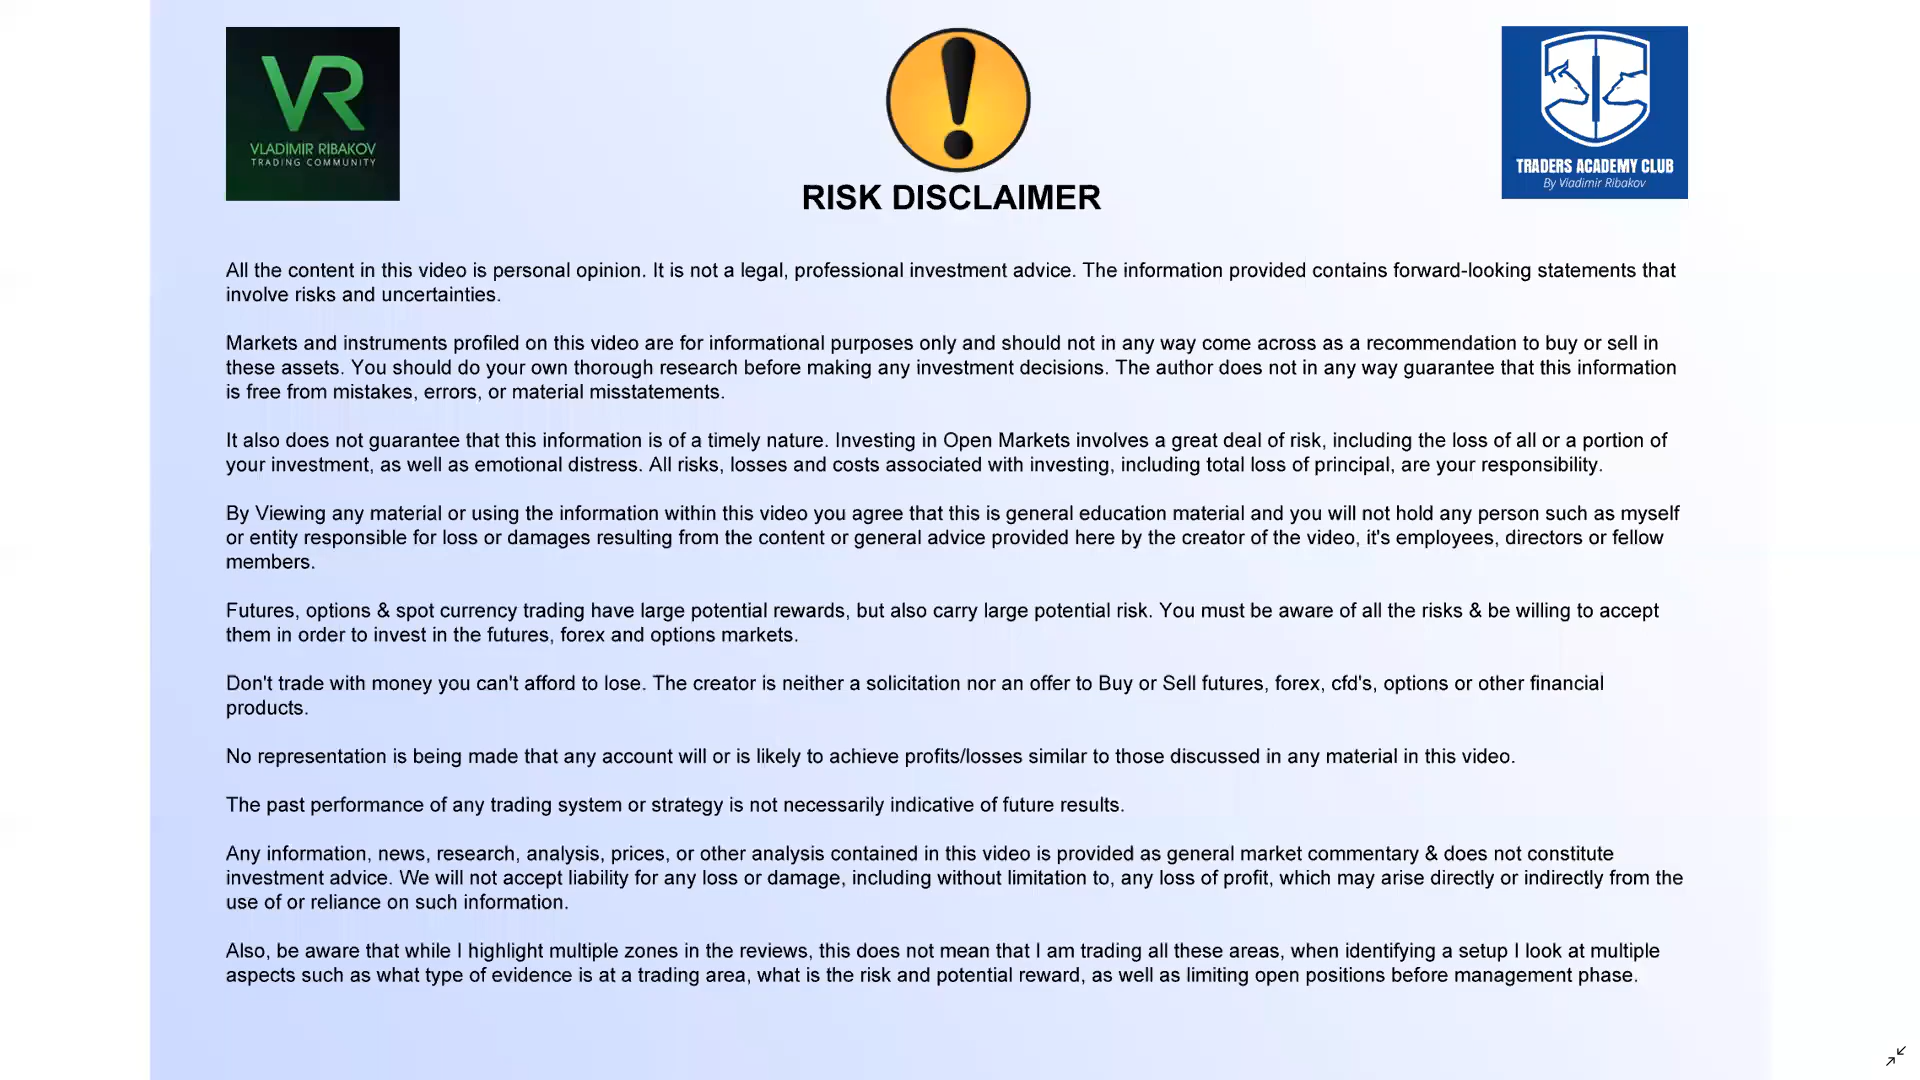 VR
VLADIMIR RIBAKOV
TRADING COMMUNITY
TRADERS ACADEMY CLUB
By Vladimir Ribakov
RISK DISCLAIMER
All the content in this video is personal opinion. It is not a legal, professional investment advice. The information provided contains forward-looking statements that
involve risks and uncertainties.
Markets and instruments profiled on this video are for informational purposes only and should not in any way come across as a recommendation to buy or sell in
these assets. You should do your own thorough research before making any investment decisions. The author does not in any way guarantee that this information
is free from mistakes, errors, or material misstatements.
It also does not guarantee that this information is of a timely nature. Investing in Open Markets involves a great deal of risk, including the loss of all or a portion of
your investment, as well as emotional distress. All risks, losses and costs associated with investing, including total loss of principal, are your responsibility.
By Viewing any material or using the information within this video you agree that this is general education material and you will not hold any person such as myself
or entity responsible for loss or damages resulting from the content or general advice provided here by the creator of the video, it's employees, directors or fellow
members.
Futures, options & spot currency trading have large potential rewards, but also carry large potential risk. You must be aware of all the risks & be willing to accept
them in order to invest in the futures, forex and options markets.
Don't trade with money you can't afford to lose. The creator is neither a solicitation nor an offer to Buy or Sell futures, forex, cfd's, options or other financial
products.
No representation is being made that any account will or is likely to achieve profits/losses similar to those discussed in any material in this video.
The past performance of any trading system or strategy is not necessarily indicative of future results.
Any information, news, research, analysis, prices, or other analysis contained in this video is provided as general market commentary & does not constitute
investment advice. We will not accept liability for any loss or damage, including without limitation to, any loss of profit, which may arise directly or indirectly from the
use of or reliance on such information.
Also, be aware that while I highlight multiple zones in the reviews, this does not mean that I am trading all these areas, when identifying a setup I look at multiple
aspects such as what type of evidence is at a trading area, what is the risk and potential reward, as well as limiting open positions before management phase.